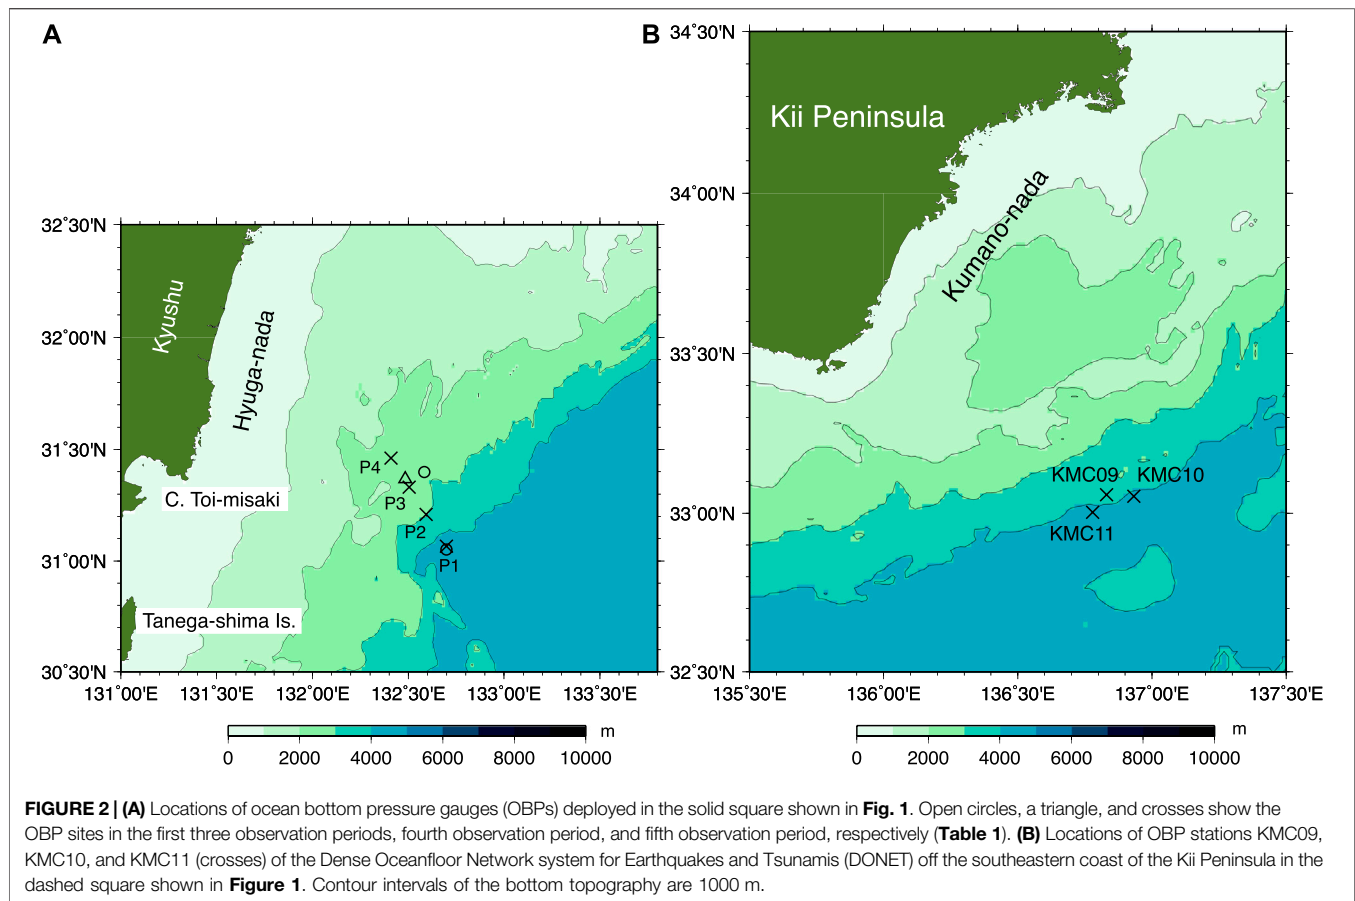 A
32˚30'N
32˚00'N
31˚30'N
31˚00'N
30˚30'N
131˚00'E
131˚30'E
132˚00'E
132˚30'E
133˚00'E
133˚30'E
Kyushu
Hyuga-nada
C. Toi-misaki
Tanega-shima Is.
P4
P3
P2
P1
0
2000
4000
6000
8000
10000
m
B
34˚30'N
34˚00'N
33˚30'N
33˚00'N
32˚30'N
135˚30'E
136˚00'E
136˚30'E
137˚00'E
137˚30'E
Kii Peninsula
Kumano-nada
KMC09
KMC10
KMC11
0
2000
4000
6000
8000
10000
m
FIGURE 2 | (A) Locations of ocean bottom pressure gauges (OBPs) deployed in the solid square shown in Fig. 1. Open circles, a triangle, and crosses show the
OBP sites in the first three observation periods, fourth observation period, and fifth observation period, respectively (Table 1). (B) Locations of OBP stations KMC09,
KMC10, and KMC11 (crosses) of the Dense Oceanfloor Network system for Earthquakes and Tsunamis (DONET) off the southeastern coast of the Kii Peninsula in the
dashed square shown in Figure 1. Contour intervals of the bottom topography are 1000 m.